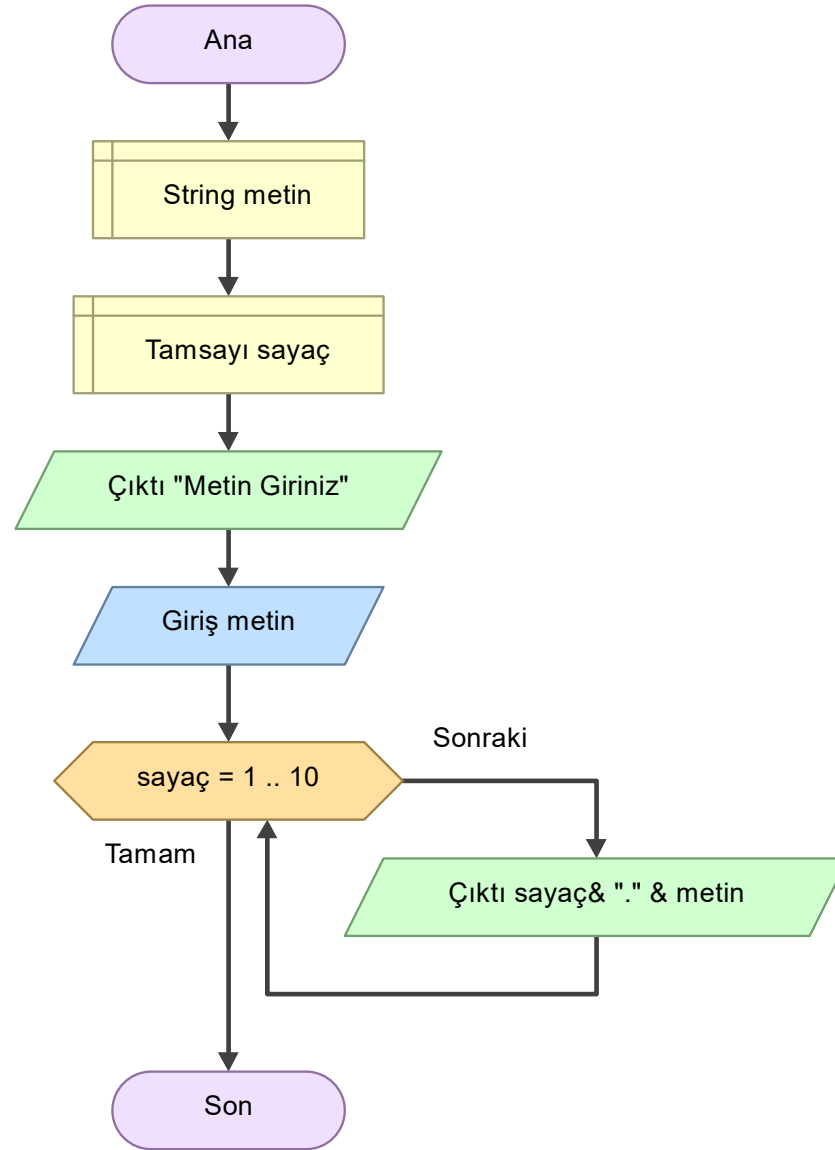 Ana
String metin
Tamsayı sayaç
Çıktı "Metin Giriniz"
Giriş metin
sayaç = 1 .. 10
Sonraki
Tamam
Çıktı sayaç& "." & metin
Son